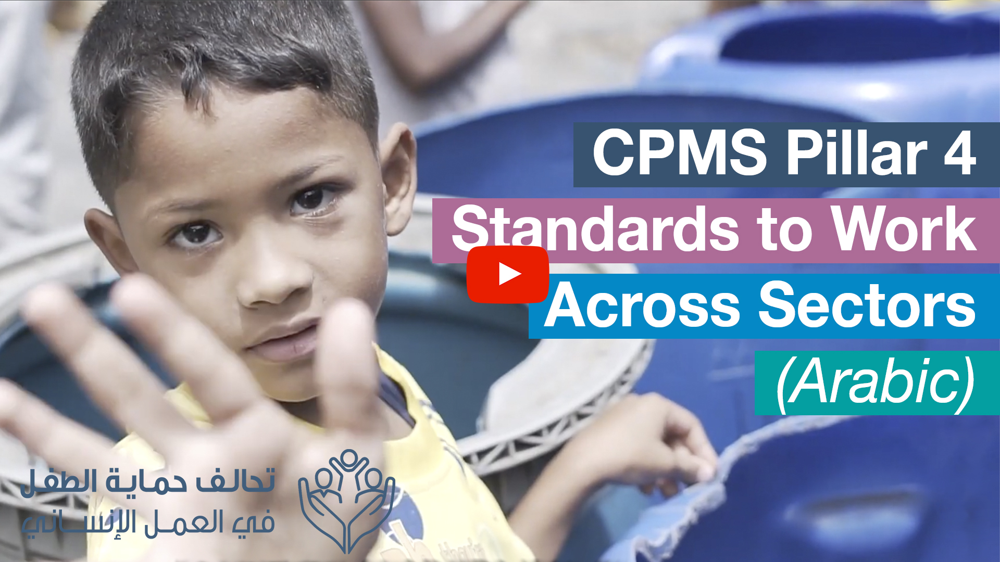 CPMS Pillar 4
Standards to Work
Across Sectors
(Arabic)
تحالف حماية الطفل
في العمل الإنساني